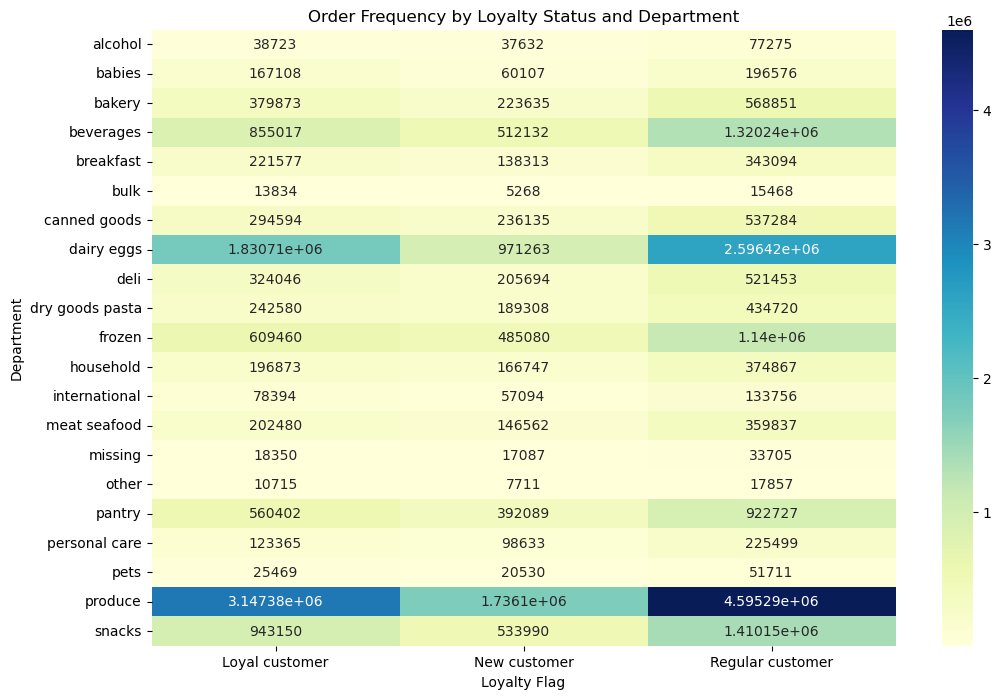 Order Frequency by Loyalty Status and Department
1e6
alcohol 38723 37632 77275
babies 167108 60107 196576
bakery 379873 223635 568851
beverages 855017 512132 1.32024e+06
breakfast 221577 138313 343094
bulk 13834 5268 15468
canned goods 294594 236135 537284
dairy eggs 1.83071e+06 971263 2.59642e+06
deli 324046 205694 521453
dry goods pasta 242580 189308 434720
frozen 609460 485080 1.14e+06
household 196873 166747 374867
international 78394 57094 133756
meat seafood 202480 146562 359837
missing 18350 17087 33705
other 10715 7711 17857
pantry 560402 392089 922727
personal care 123365 98633 225499
pets 25469 20530 51711
produce 3.14738e+06 1.7361e+06 4.59529e+06
snacks 943150 533990 1.41015e+06
Loyal customer New customer Regular customer
Loyalty Flag
Department
4
3
2
1